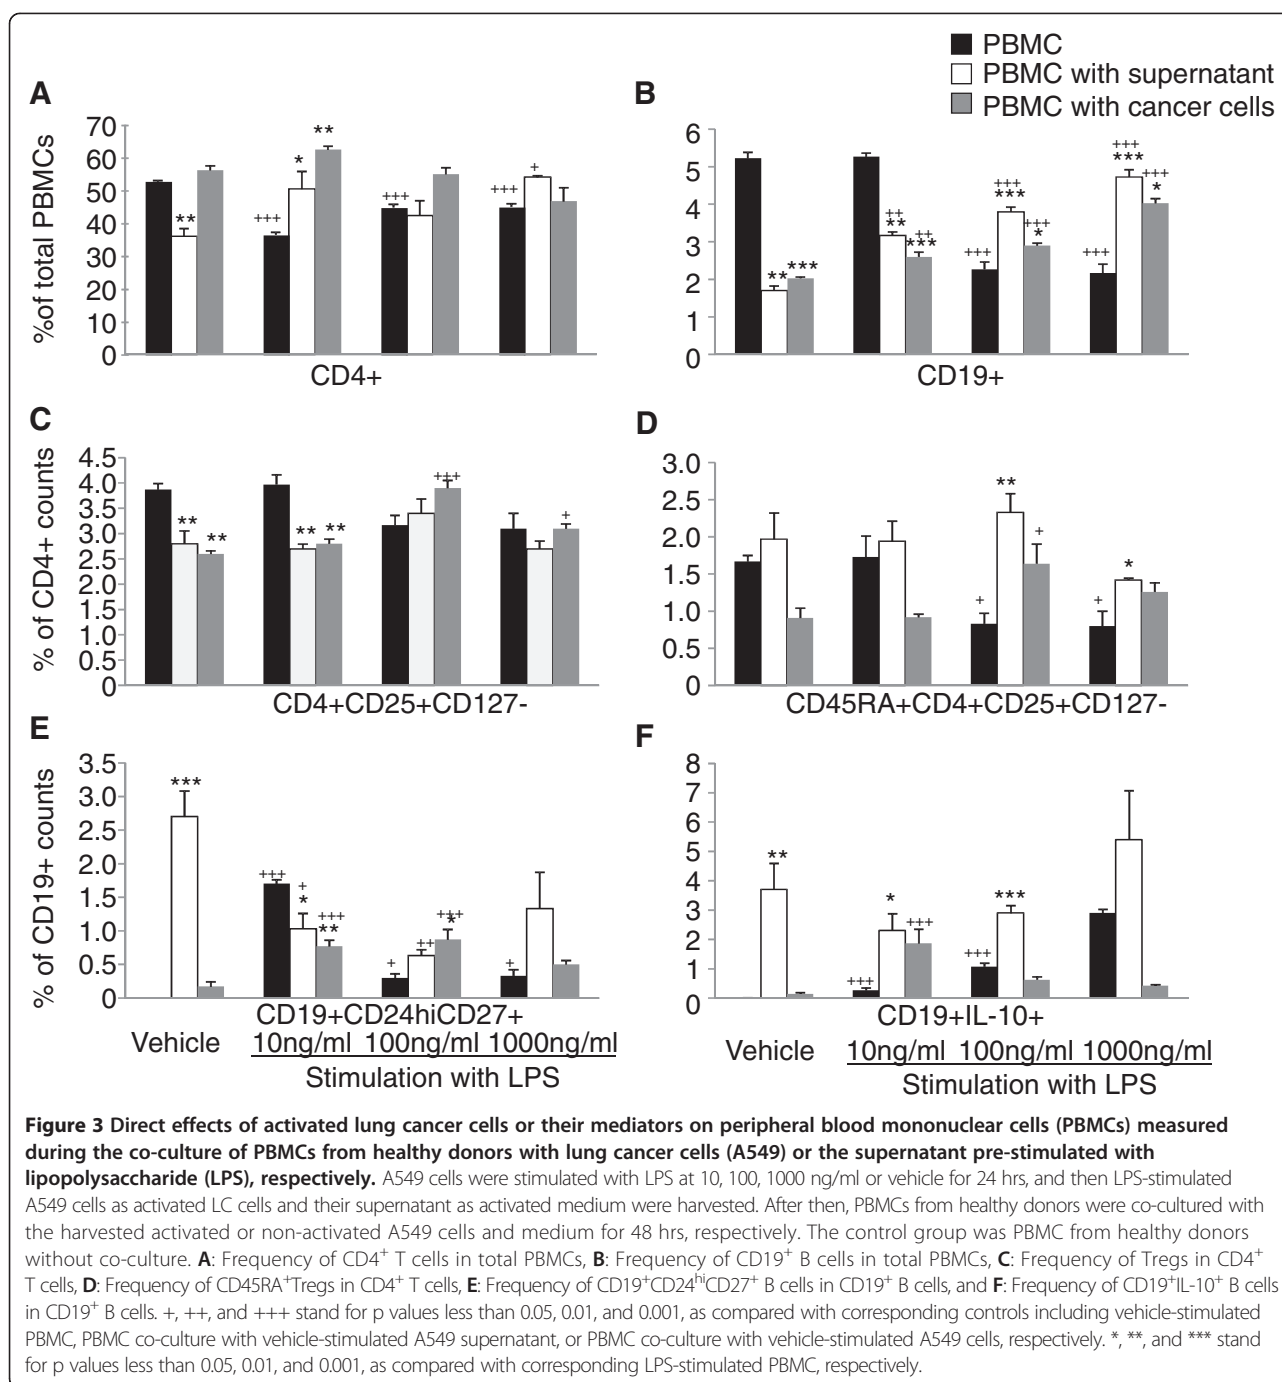 PBMC
PBMC with supernatant
PBMC with cancer cells
A
%of total PBMCs
70
60
50
40
30
20
10
0
**
+++
*
**
+++
+++
+
CD4+
B
6
5
4
3
2
1
0
**
***
++
**
++
***
+++
+++
***
+++
*
+++
+++
***
+++
*
CD19+
C
% of CD4+ counts
4.5
4.0
3.5
3.0
2.5
2.0
1.5
1.0
0.5
0
**
**
**
**
+++
+
CD4+CD25+CD127-
D
3.0
2.5
2.0
1.5
1.0
0.5
0
+
**
+
+
*
CD45RA+CD4+CD25+CD127-
E
% of CD19+ counts
3.5
3.0
2.5
2.0
1.5
1.0
0.5
0
***
+++
+
*
+++
**
+
++
+++
*
+
CD19+CD24hiCD27+
Vehicle
10ng/ml 100ng/ml 1000ng/ml
Stimulation with LPS
F
8
7
6
5
4
3
2
1
0
**
+++
*
+++
+++
***
CD19+IL-10+
Vehicle
10ng/ml 100ng/ml 1000ng/ml
Stimulation with LPS
Figure 3 Direct effects of activated lung cancer cells or their mediators on peripheral blood mononuclear cells (PBMCs) measured
during the co-culture of PBMCs from healthy donors with lung cancer cells (A549) or the supernatant pre-stimulated with
lipopolysaccharide (LPS), respectively. A549 cells were stimulated with LPS at 10, 100, 1000 ng/ml or vehicle for 24 hrs, and then LPS-stimulated
A549 cells as activated LC cells and their supernatant as activated medium were harvested. After then, PBMCs from healthy donors were co-cultured with
the harvested activated or non-activated A549 cells and medium for 48 hrs, respectively. The control group was PBMC from healthy donors
without co-culture. A: Frequency of CD4+ T cells in total PBMCs, B: Frequency of CD19+ B cells in total PBMCs, C: Frequency of Tregs in CD4+
T cells, D: Frequency of CD45RA+Tregs in CD4+ T cells, E: Frequency of CD19+CD24hiCD27+ B cells in CD19+ B cells, and F: Frequency of CD19+IL-10+ B cells
in CD19+ B cells. +, ++, and +++ stand for p values less than 0.05, 0.01, and 0.001, as compared with corresponding controls including vehicle-stimulated
PBMC, PBMC co-culture with vehicle-stimulated A549 supernatant, or PBMC co-culture with vehicle-stimulated A549 cells, respectively. *, **, and *** stand
for p values less than 0.05, 0.01, and 0.001, as compared with corresponding LPS-stimulated PBMC, respectively.